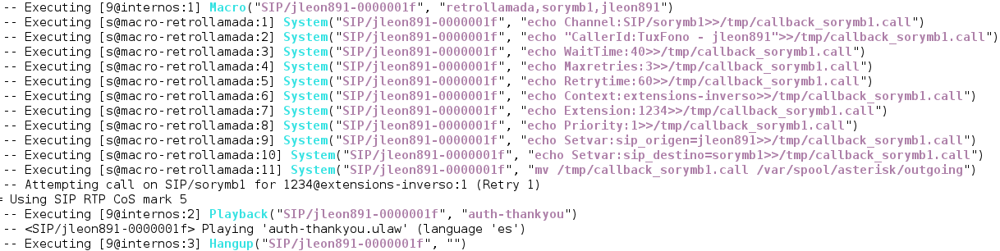 -- Executing [9@internos:1] Macro("SIP/jleon891-0000001f", "retrollamada,sorymb1,jleon891")
-- Executing [s@macro-retrollamada:1] System("SIP/jleon891-0000001f", "echo Channel:SIP/sorymb1>>/tmp/callback_sorymb1.call")
-- Executing [s@macro-retrollamada:2] System("SIP/jleon891-0000001f", "echo "CallerId:TuxFono - jleon891">>/tmp/callback_sorymb1.call")
-- Executing [s@macro-retrollamada:3] System("SIP/jleon891-0000001f", "echo WaitTime:40>>/tmp/callback_sorymb1.call")
-- Executing [s@macro-retrollamada:4] System("SIP/jleon891-0000001f", "echo Maxretries:3>>/tmp/callback_sorymb1.call")
-- Executing [s@macro-retrollamada:5] System("SIP/jleon891-0000001f", "echo Retrytime:60>>/tmp/callback_sorymb1.call")
-- Executing [s@macro-retrollamada:6] System("SIP/jleon891-0000001f", "echo Context:extensions-inverso>>/tmp/callback_sorymb1.call")
-- Executing [s@macro-retrollamada:7] System("SIP/jleon891-0000001f", "echo Extension:1234>>/tmp/callback_sorymb1.call")
-- Executing [s@macro-retrollamada:8] System("SIP/jleon891-0000001f", "echo Priority:1>>/tmp/callback_sorymb1.call")
-- Executing [s@macro-retrollamada:9] System("SIP/jleon891-0000001f", "echo Setvar:sip_origen=jleon891>>/tmp/callback_sorymb1.call")
-- Executing [s@macro-retrollamada:10] System("SIP/jleon891-0000001f", "echo Setvar:sip_destino=sorymb1>>/tmp/callback_sorymb1.call")
-- Executing [s@macro-retrollamada:11] System("SIP/jleon891-0000001f", "mv /tmp/callback_sorymb1.call /var/spool/asterisk/outgoing")
-- Attempting call on SIP/sorymb1 for 1234@extensions-inverso:1 (Retry 1)
= Using SIP RTP CoS mark 5
-- Executing [9@internos:2] Playback("SIP/jleon891-0000001f", "auth-thankyou")
-- <SIP/jleon891-0000001f> Playing 'auth-thankyou.ulaw' (language 'es')
-- Executing [9@internos:3] Hangup("SIP/jleon891-0000001f", "")